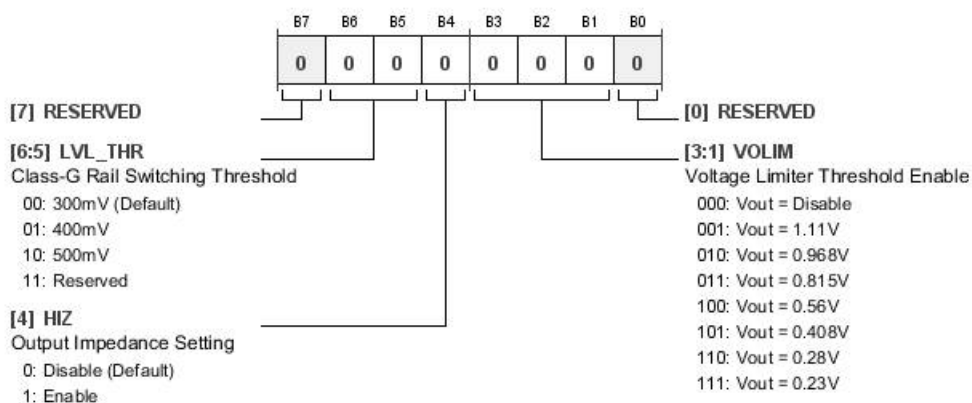 B7 B6 B5 B4 B3 B2 B1 B0
0 0 0 0 0 0 0 0
[7] RESERVED
[6:5] LVL_THR
Class-G Rail Switching Threshold
00: 300mV (Default)
01: 400mV
10: 500mV
11: Reserved
[4] HIZ
Output Impedance Setting
0: Disable (Default)
1: Enable
[0] RESERVED
[3:1] VOLIM
Voltage Limiter Threshold Enable
000: Vout = Disable
001: Vout = 1.11V
010: Vout = 0.968V
011: Vout = 0.815V
100: Vout = 0.56V
101: Vout = 0.408V
110: Vout = 0.28V
111: Vout = 0.23V